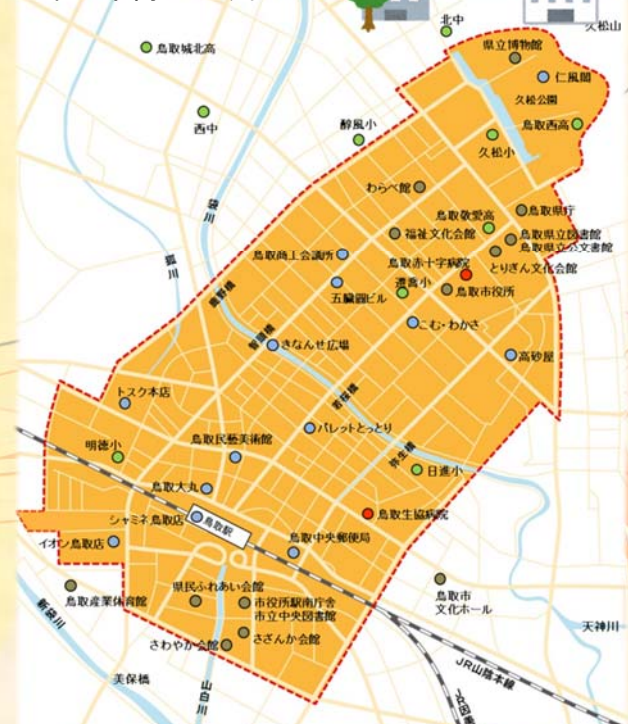 北中
久松山
県立博物館
鳥取城北高
仁風閣
久松公園
西中
醇風小
鳥取西高
久松小
わらべ館
袋川
鳥取県庁
鳥取敬愛高
福祉文化会館
鳥取県立図書館
鳥取県立公文書館
鳥取商工会議所
鳥取赤十字病院
とりぎん文化会館
遷喬小
鳥取市役所
五臓圓ビル
鹿野橋
こむ・わかさ
智頭橋
きなんせ広場
高砂屋
トスク本店
若桜橋
パレットとっとり
明徳小
鳥取民藝美術館
弥生橋
日進小
鳥取大丸
鳥取生協病院
シャミネ鳥取店
鳥取駅
イオン鳥取店
鳥取中央郵便局
鳥取産業体育館
県民ふれあい会館
市役所駅南庁舎
市立中央図書館
鳥取市
文化ホール
新袋川
さざんか会館
さわやか会館
天神川
美保橋
山白川
JR山陰本線